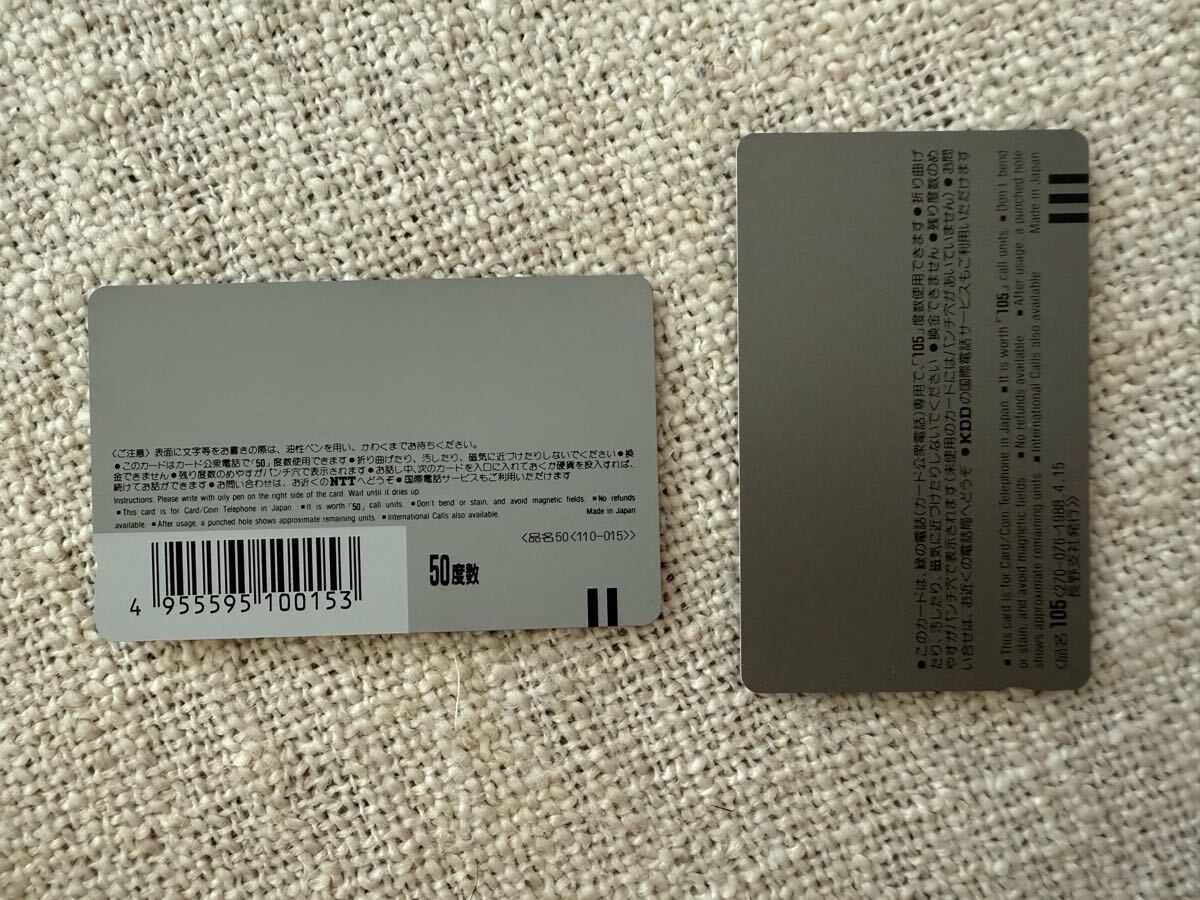 〈ご注意〉表面に文字等をお書きの際は、油性ペンを用い、かわくまでお待ちください。
●このカードはカード公衆電話で「50」度数使用できます●折り曲げたり、汚したり、磁気に近づけたりしないでください●換
金できません●残り度数のめやすがパンチ穴で表示されます●お話し中、次のカードを入口に入れておくか硬貨を投入すれば、
続けてお話ができます●お問い合わせは、お近くのNTTへどうぞ●国際電話サービスもご利用いただけます
Instructions: Please write with oily pen on the right side of the card. Wait until it dries up.
■This card is for Card/Coin Telephone in Japan. ■It is worth「50」call units. ■Don't bend or stain, and avoid magnetic fields. ■No refunds
available. ■After usage, a punched hole shows approximate remaining units. ■International Calls also available. Made in Japan
〈品名50〈110-015〉〉
4 955595 100153
50度数
●このカードは、緑の電話(カード公衆電話)専用で、「105」度数使用できます●折り曲げ
たり、汚したり、磁気に近づけたりしないでください●換金できません●残り度数のめ
やすがパンチ穴で表示されます(未使用のカードにはパンチ穴があいていません)●お問
い合せは、お近くの電話局へどうぞ●KDDの国際電話サービスもご利用いただけます
■This card is for Card/Coin Telephone in Japan ■It is worth「105」call units ■Don't bend
or stain, and avoid magnetic fields ■No refunds available ■After usage, a punched hole
shows approximate remaining units ■International Calls also available Made in Japan
〈品名 105〈270-076-1988.4.15
長野支社発行〉〉